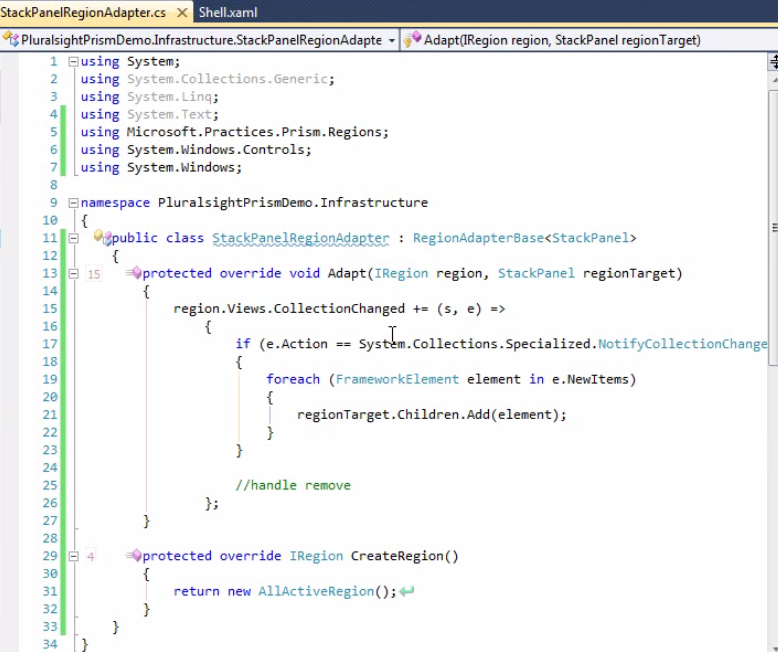 StackPanelRegionAdapter.cs Shell.xaml
PluralsightPrismDemo.Infrastructure.StackPanelRegionAdapte Adapt(IRegion region, StackPanel regionTarget)
1 using System;
2 using System.Collections.Generic;
3 using System.Linq;
4 using System.Text;
5 using Microsoft.Practices.Prism.Regions;
6 using System.Windows.Controls;
7 using System.Windows;
8
9 namespace PluralsightPrismDemo.Infrastructure
10 {
11 public class StackPanelRegionAdapter : RegionAdapterBase<StackPanel>
12 {
13 15 protected override void Adapt(IRegion region, StackPanel regionTarget)
14 {
15 region.Views.CollectionChanged += (s, e) =>
16 {
17 if (e.Action == System.Collections.Specialized.NotifyCollectionChange
18 {
19 foreach (FrameworkElement element in e.NewItems)
20 {
21 regionTarget.Children.Add(element);
22 }
23 }
24
25 //handle remove
26 };
27 }
28
29 4 protected override IRegion CreateRegion()
30 {
31 return new AllActiveRegion();
32 }
33 }
34 }